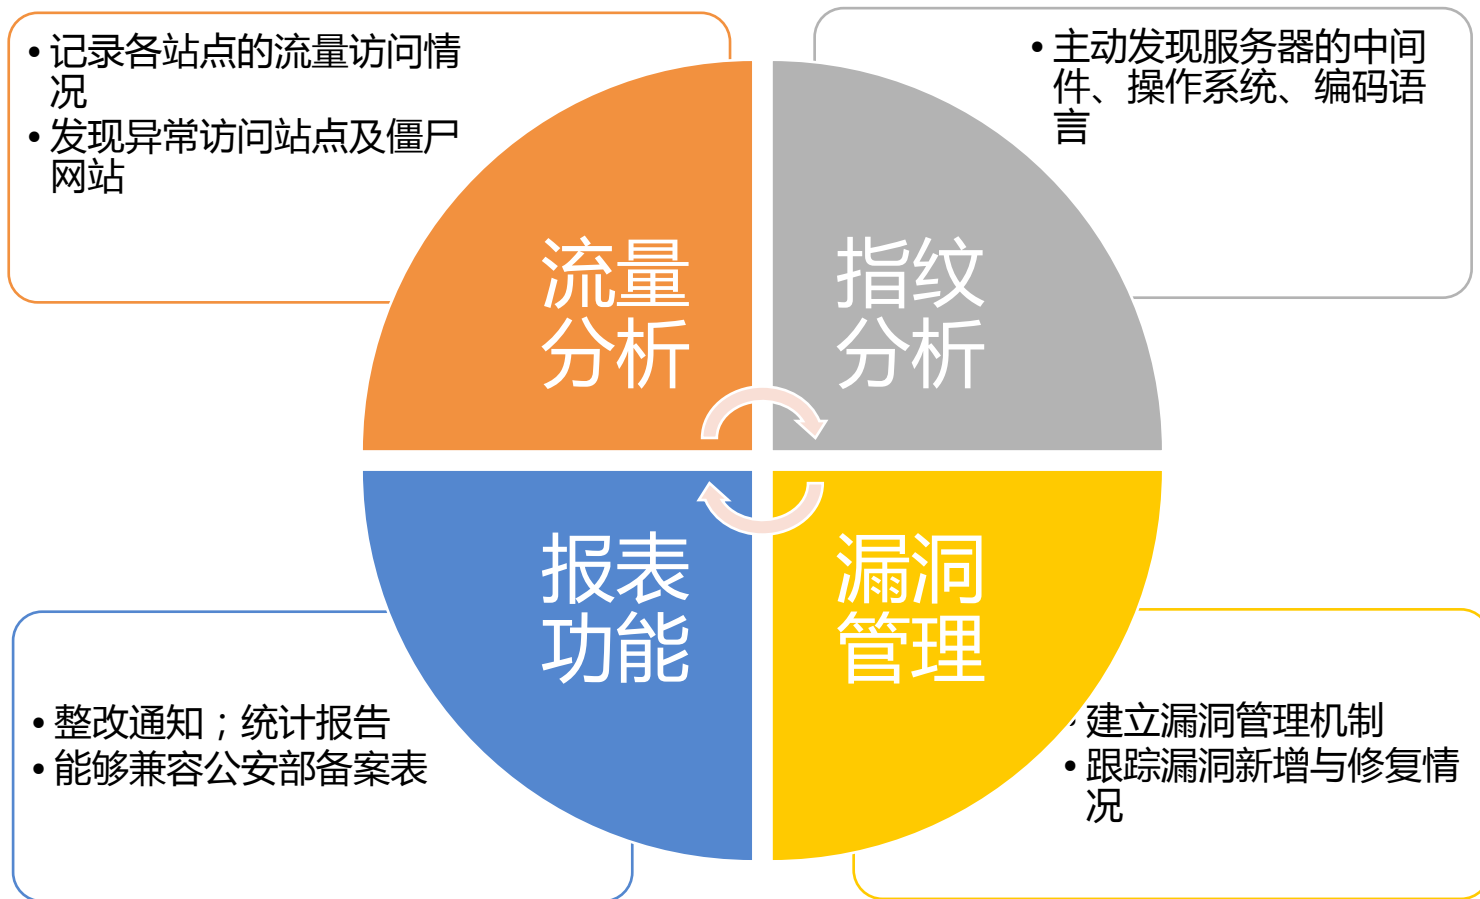 • 记录各站点的流量访问情
况
• 发现异常访问站点及僵尸
网站
• 主动发现服务器的中间
件、操作系统、编码语
言
流量
分析
指纹
分析
报表
功能
漏洞
管理
• 整改通知；统计报告
• 能够兼容公安部备案表
• 建立漏洞管理机制
• 跟踪漏洞新增与修复情
况